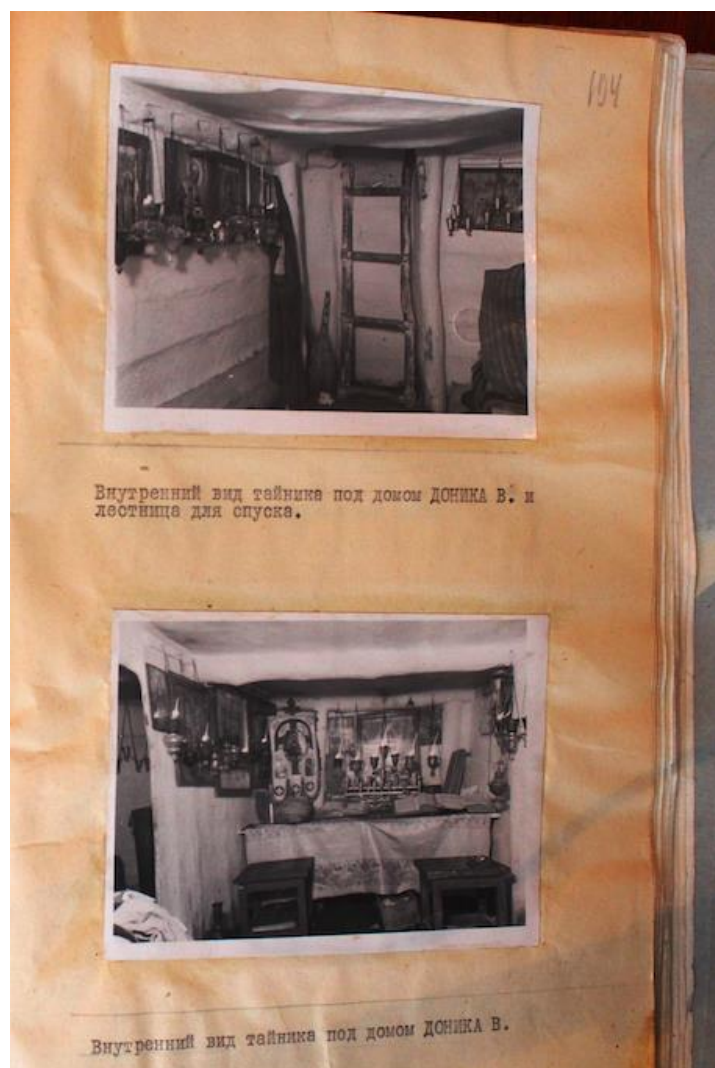 104
Внутренний вид тайника под домом ДОНИКА В. и
лестница для спуска.
Внутренний вид тайника под домом ДОНИКА В.